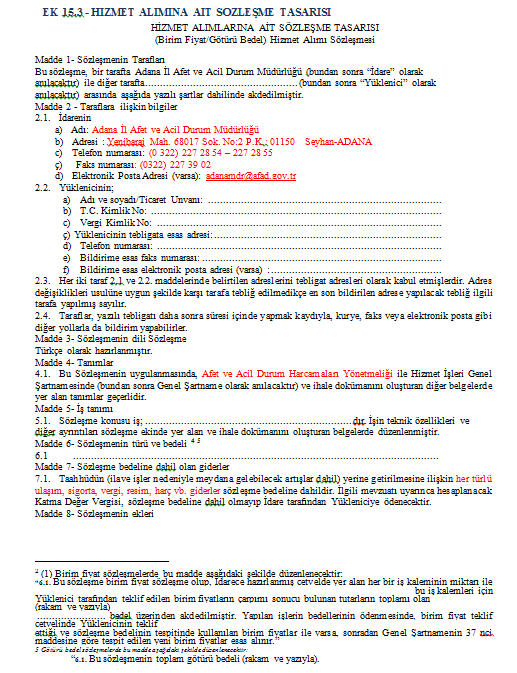 EK 15.3 - HIZMET ALIMINA AIT SOZLEŞME TASARISI
HİZMET ALIMLARINA AİT SÖZLEŞME TASARISI
(Birim Fiyat/Götürü Bedel) Hizmet Alımı Sözleşmesi
Madde 1- Sözleşmenin Tarafları
Bu sözleşme, bir tarafta Adana İl Afet ve Acil Durum Müdürlüğü (bundan sonra “İdare” olarak
anılacaktır) ile diğer tarafta…………………………………………(bundan sonra “Yüklenici” olarak
anılacaktır) arasında aşağıda yazılı şartlar dahilinde akdedilmiştir.
Madde 2 - Taraflara ilişkin bilgiler
2.1. İdarenin
a) Adı: Adana İl Afet ve Acil Durum Müdürlüğü
b) Adresi : Yenibaraj Mah. 68017 Sok. No:2 P.K.: 01150 Seyhan-ADANA
c) Telefon numarası: (0 322) 227 28 54 – 227 28 55
ç) Faks numarası: (0322) 227 39 02
d) Elektronik Posta Adresi (varsa): adanamdr@afad.gov.tr
2.2. Yüklenicinin;
a) Adı ve soyadı/Ticaret Unvanı: ……………………………………………………………
b) T.C. Kimlik No: ……………………………………………………………………………
c) Vergi Kimlik No: …………………………………………………………………………
ç) Yüklenicinin tebligata esas adresi:……………………………………………………………
d) Telefon numarası: …………………………………………………………………………
e) Bildirime esas faks numarası: ………………………………………………………………
f) Bildirime esas elektronik posta adresi (varsa) :……………………………………………
2.3. Her iki taraf 2.1 ve 2.2. maddelerinde belirtilen adreslerini tebligat adresleri olarak kabul etmişlerdir. Adres
değişiklikleri usulüne uygun şekilde karşı tarafa tebliğ edilmedikçe en son bildirilen adrese yapılacak tebliğ ilgili
tarafa yapılmış sayılır.
2.4. Taraflar, yazılı tebligatı daha sonra süresi içinde yapmak kaydıyla, kurye, faks veya elektronik posta gibi
diğer yollarla da bildirim yapabilirler.
Madde 3- Sözleşmenin dili Sözleşme
Türkçe olarak hazırlanmıştır.
Madde 4- Tanımlar
4.1. Bu sözleşmenin uygulanmasında, Afet ve Acil Durum Harcamaları Yönetmeliği ile Hizmet İşleri Genel
Şartnamesinde (bundan sonra Genel Şartname olarak anılacaktır) ve ihale dokümanını oluşturan diğer belgelerde
yer alan tanımlar geçerlidir.
Madde 5- İş tanımı
5.1. Sözleşme konusu iş; …………………………………………………dır. İşin teknik özellikleri ve
diğer ayrıntıları sözleşme ekinde yer alan ve ihale dokümanını oluşturan belgelerde düzenlenmiştir.
Madde 6- Sözleşmenin türü ve bedeli 4 5
6.1 ………………………………………………………………………………………………
Madde 7- Sözleşme bedeline dahil olan giderler
7.1. Taahhüdün (ilave işler nedeniyle meydana gelebilecek artışlar dahil) yerine getirilmesine ilişkin her türlü
ulaşım, sigorta, vergi, resim, harç vb. giderler sözleşme bedeline dahildir. İlgili mevzuatı uyarınca hesaplanacak
Katma Değer Vergisi, sözleşme bedeline dahil olmayıp İdare tarafından Yükleniciye ödenecektir.
Madde 8- Sözleşmenin ekleri
2 (1) Birim fiyat sözleşmelerde bu madde aşağıdaki şekilde düzenlenecektir:
“6.1. Bu sözleşme birim fiyat sözleşme olup, İdarece hazırlanmış cetvelde yer alan her bir iş kaleminin miktarı ile
bu iş kalemleri için
Yüklenici tarafından teklif edilen birim fiyatların çarpımı sonucu bulunan tutarların toplamı olan
(rakam ve yazıyla)
…………………… bedel üzerinden akdedilmiştir. Yapılan işlerin bedellerinin ödenmesinde, birim fiyat teklif
cetvelinde Yüklenicinin teklif
ettiği ve sözleşme bedelinin tespitinde kullanılan birim fiyatlar ile varsa, sonradan Genel Şartnamenin 37 nci
maddesine göre tespit edilen yeni birim fiyatlar esas alınır.”
5 Götürü bedel sözleşmelerde bu madde aşağıdaki şekilde düzenlenecektir:
“6.1. Bu sözleşmenin toplam götürü bedeli (rakam ve yazıyla).